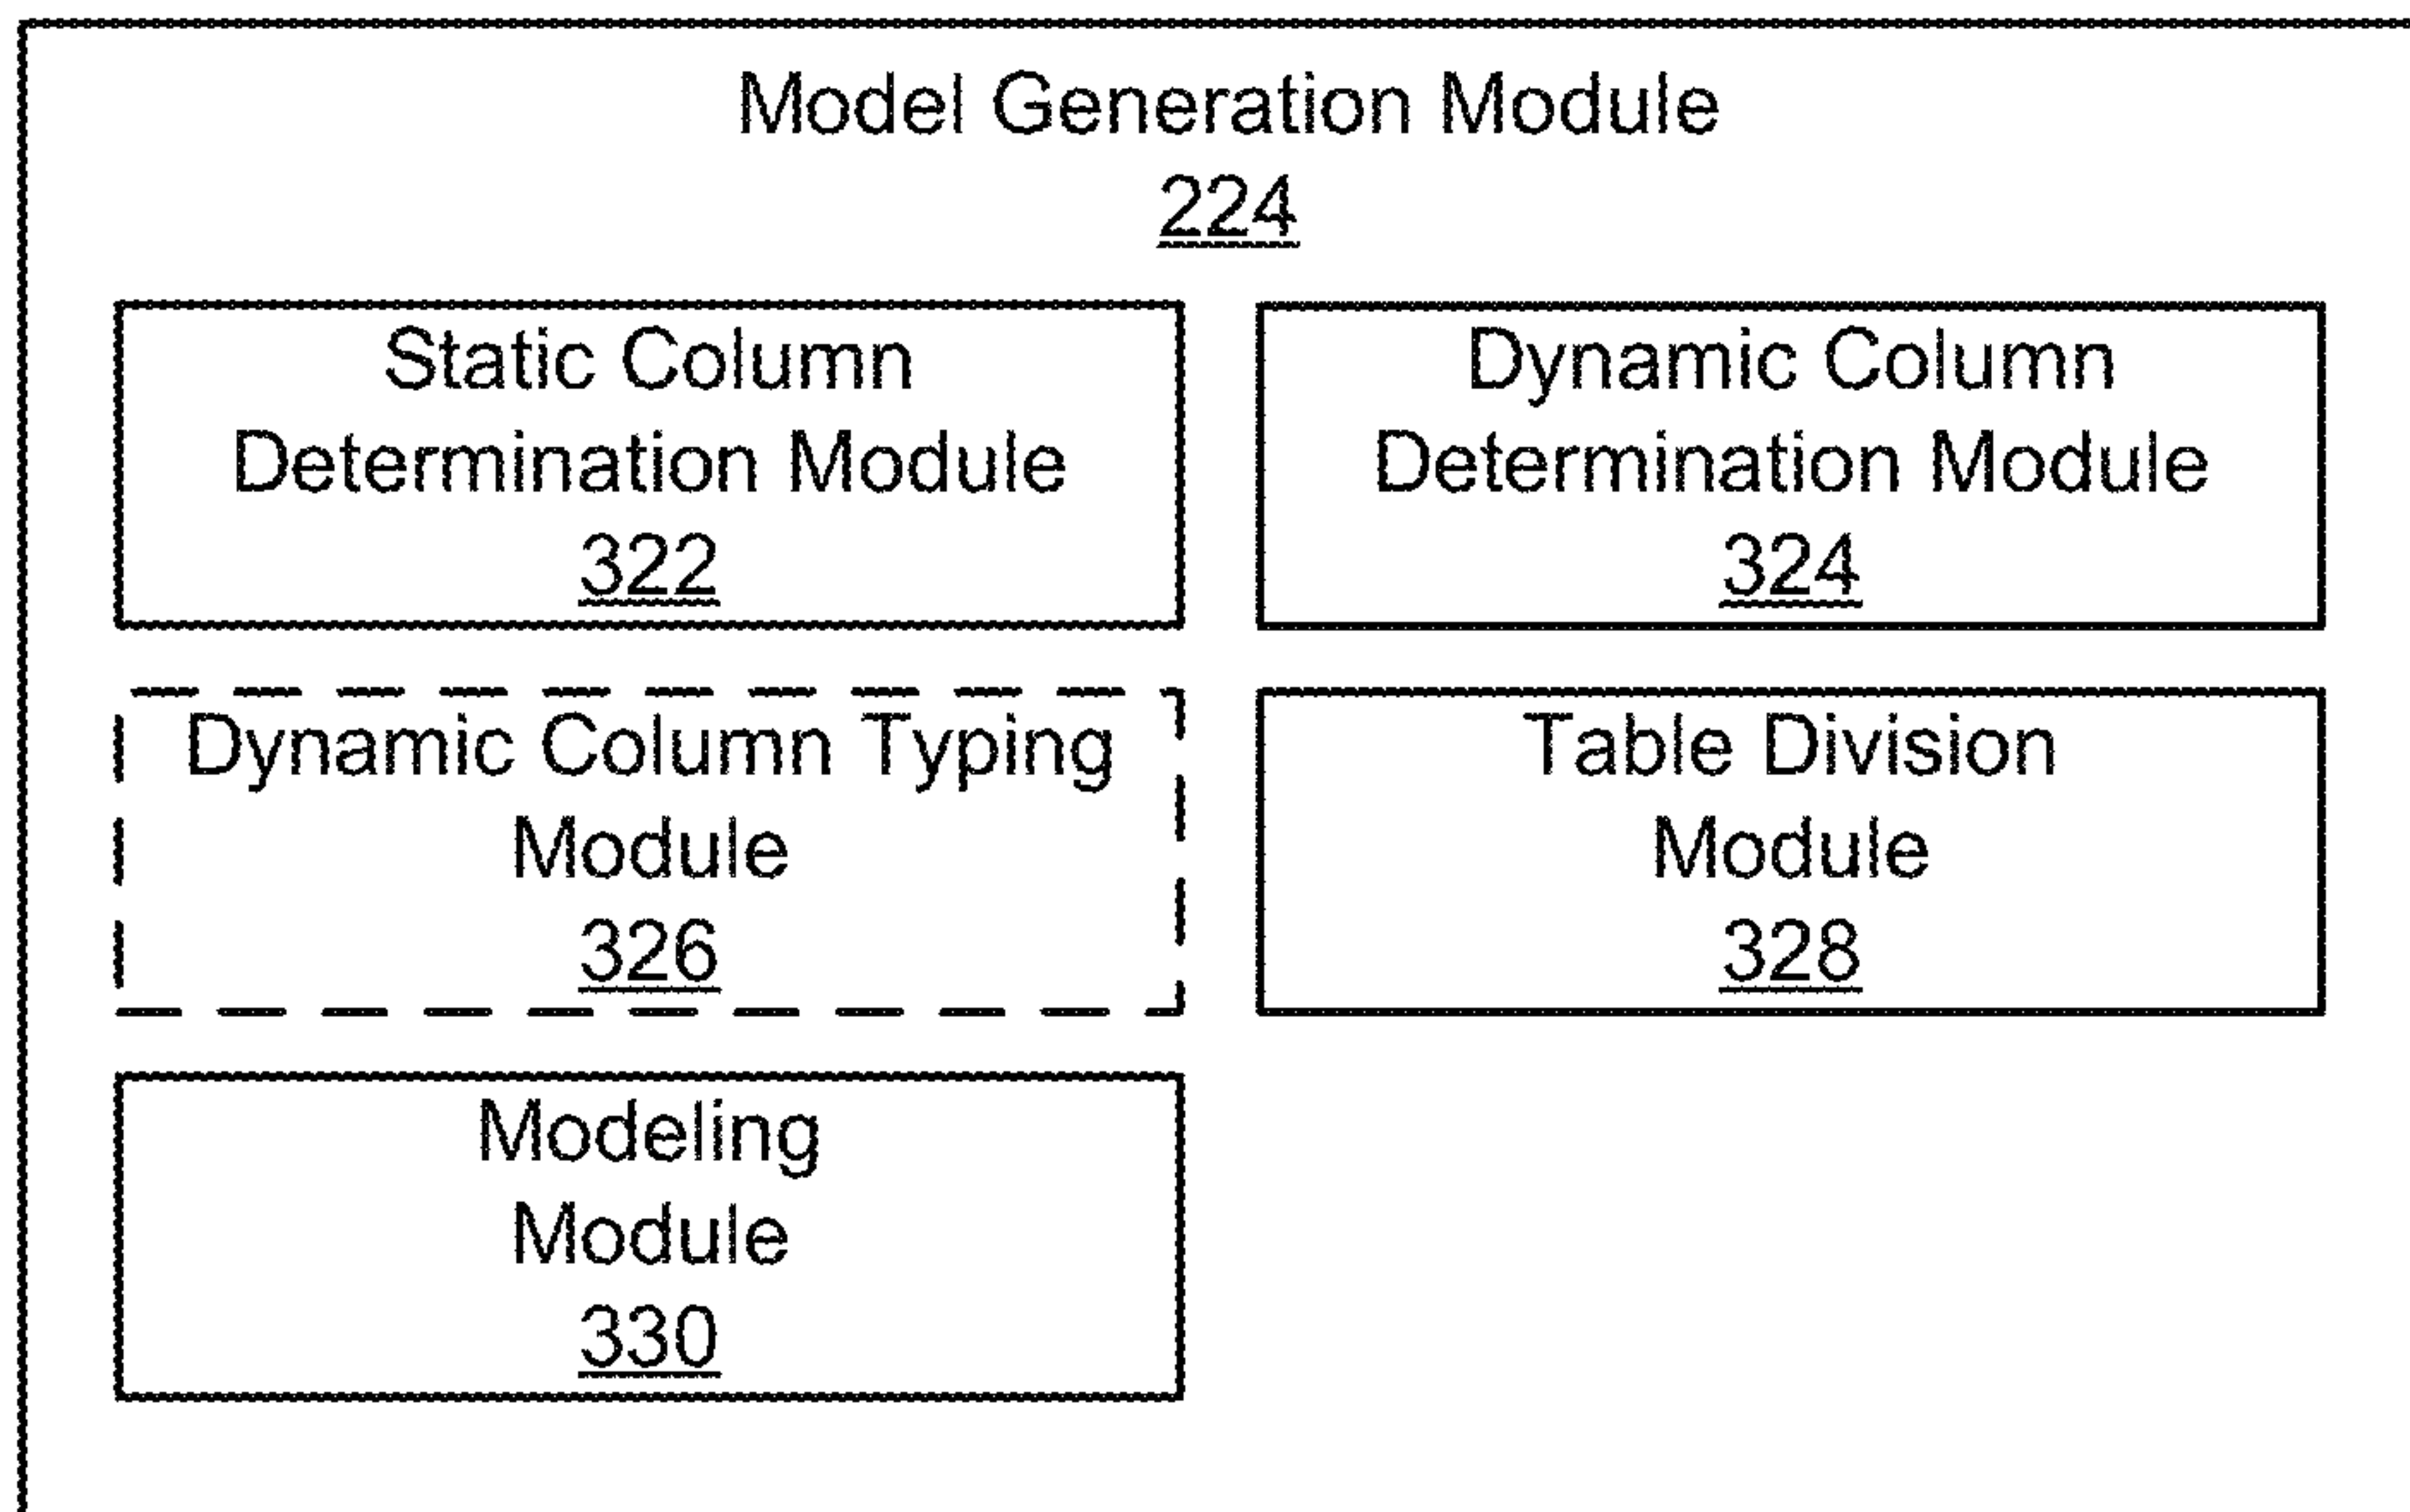 Model Generation Module
224
Static Column
Determination Module
322
Dynamic Column
Determination Module
324
Dynamic Column Typing
Module
326
Table Division
Module
328
Modeling
Module
330